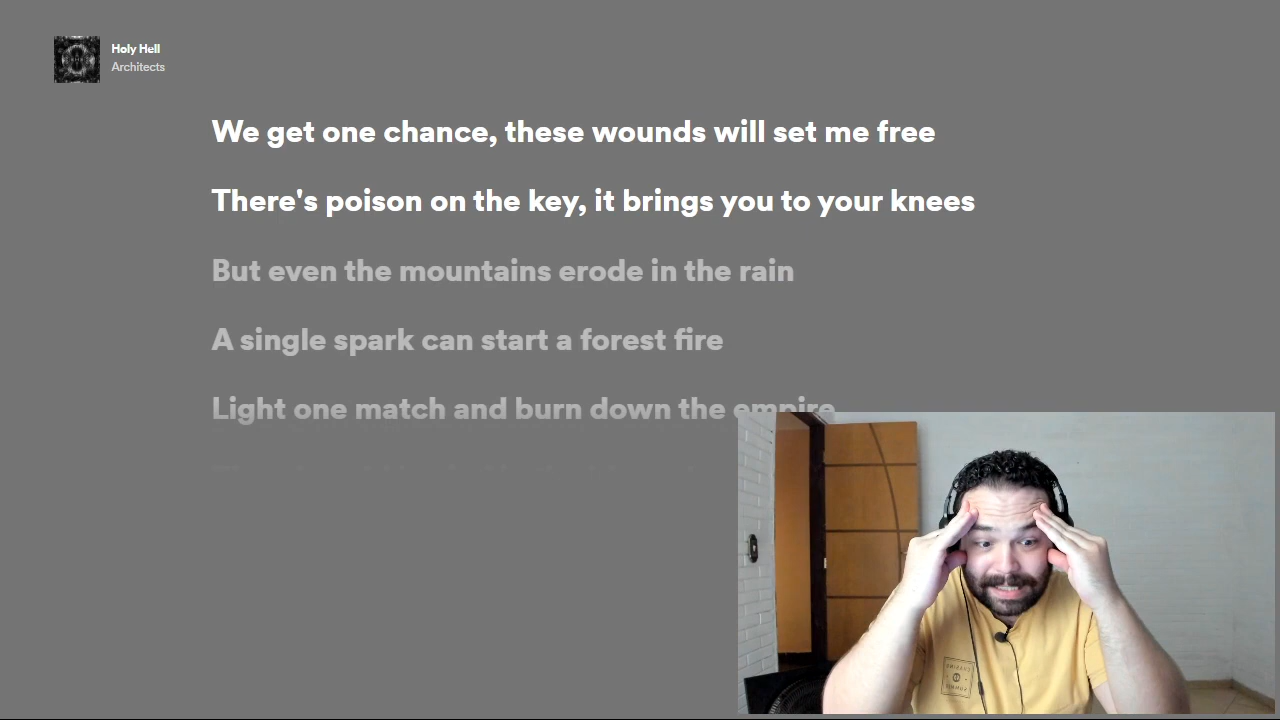 Holy Hell
Architects
We get one chance, these wounds will set me free
There's poison on the key, it brings you to your knees
But even the mountains erode in the rain
A single spark can start a forest fire
Light one match and burn down the empire